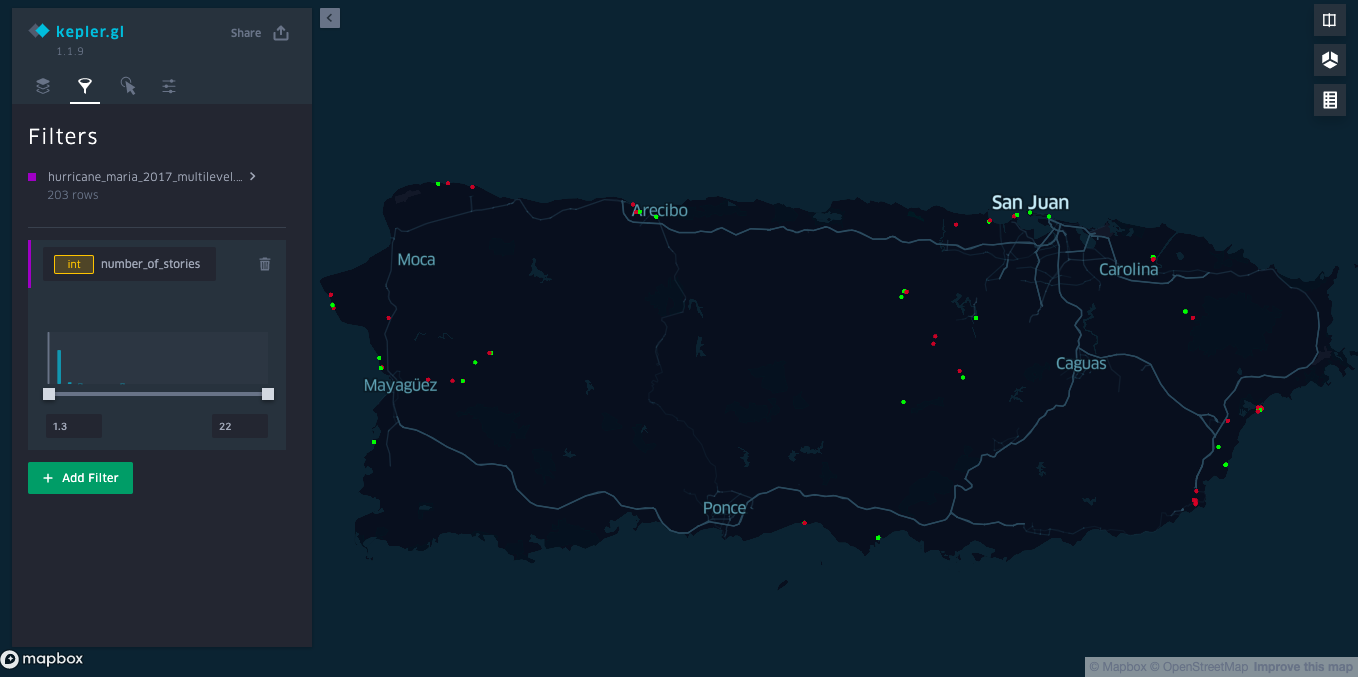 kepler.gl
Share
1.1.9
Filters
hurricane_maria_2017_multilevel....
203 rows
int number_of_stories
1.3
22
+ Add Filter
San Juan
Arecibo
Moca
Carolina
Caguas
Mayagüez
Ponce
mapbox
© Mapbox © OpenStreetMap Improve this map